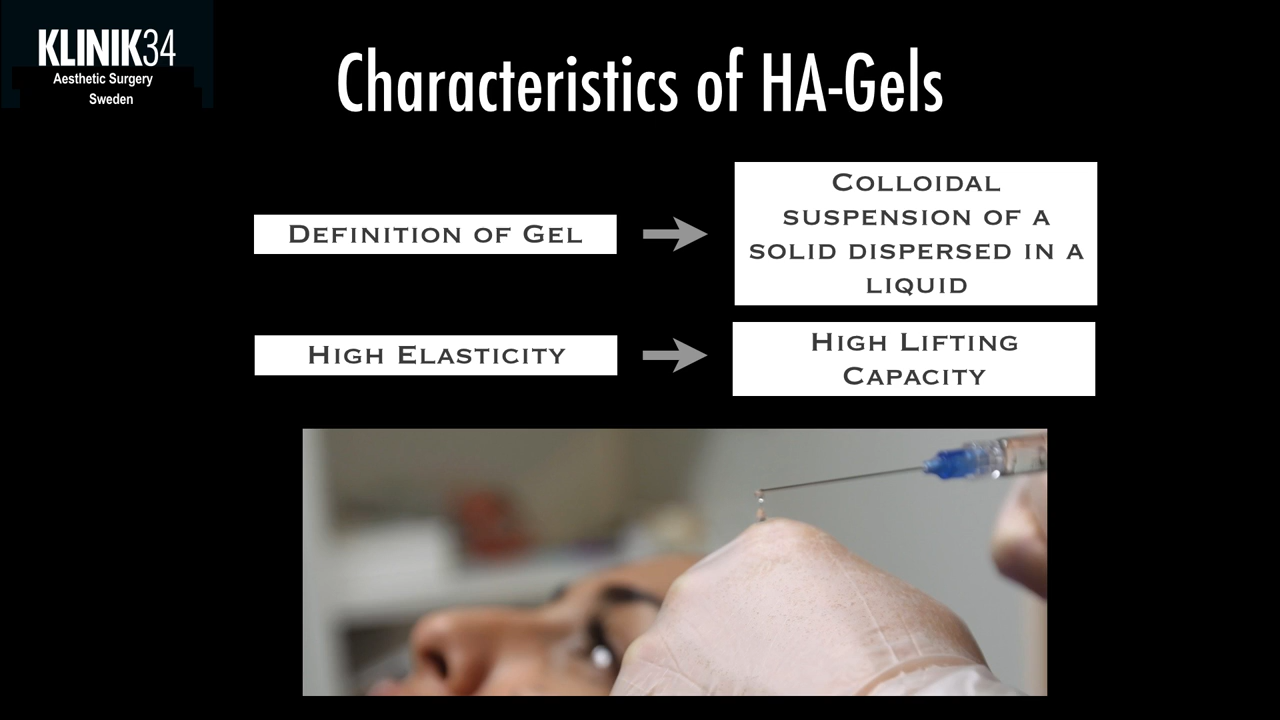 KLINIK34
Aesthetic Surgery
Sweden
Characteristics of HA-Gels
Definition of Gel
Colloidal
suspension of a
solid dispersed in a
liquid
High Elasticity
High Lifting
Capacity